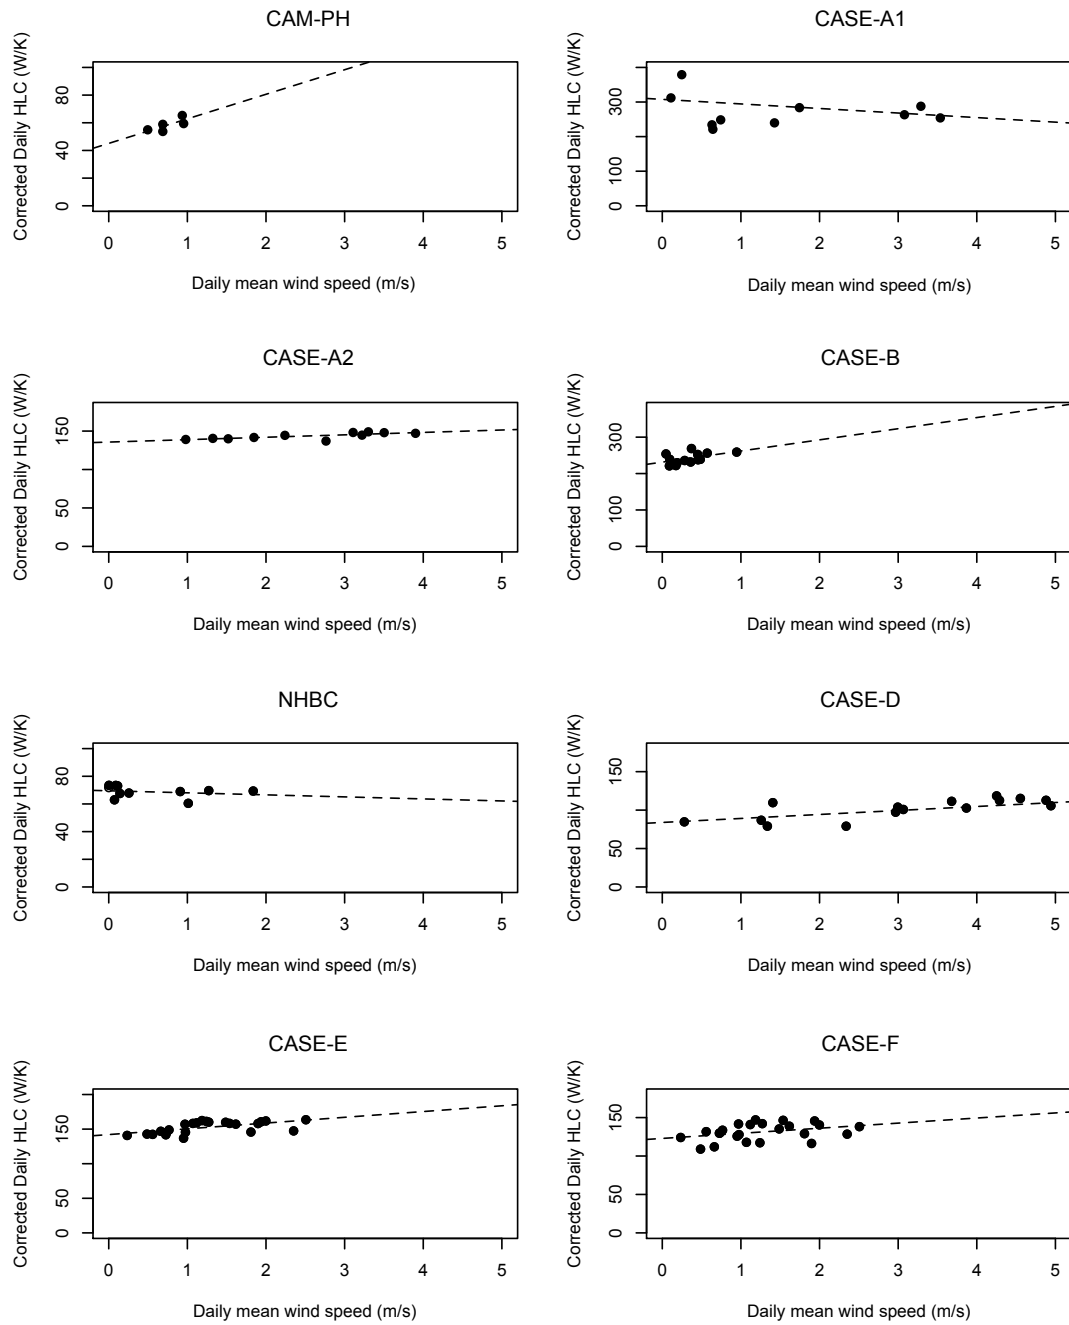 CAM-PH
Corrected Daily HLC (W/K)
0 40 80
0 1 2 3 4 5
Daily mean wind speed (m/s)
CASE-A1
Corrected Daily HLC (W/K)
0 100 300
0 1 2 3 4 5
Daily mean wind speed (m/s)
CASE-A2
Corrected Daily HLC (W/K)
0 50 150
0 1 2 3 4 5
Daily mean wind speed (m/s)
CASE-B
Corrected Daily HLC (W/K)
0 100 300
0 1 2 3 4 5
Daily mean wind speed (m/s)
NHBC
Corrected Daily HLC (W/K)
0 40 80
0 1 2 3 4 5
Daily mean wind speed (m/s)
CASE-D
Corrected Daily HLC (W/K)
0 50 150
0 1 2 3 4 5
Daily mean wind speed (m/s)
CASE-E
Corrected Daily HLC (W/K)
0 50 150
0 1 2 3 4 5
Daily mean wind speed (m/s)
CASE-F
Corrected Daily HLC (W/K)
0 50 150
0 1 2 3 4 5
Daily mean wind speed (m/s)